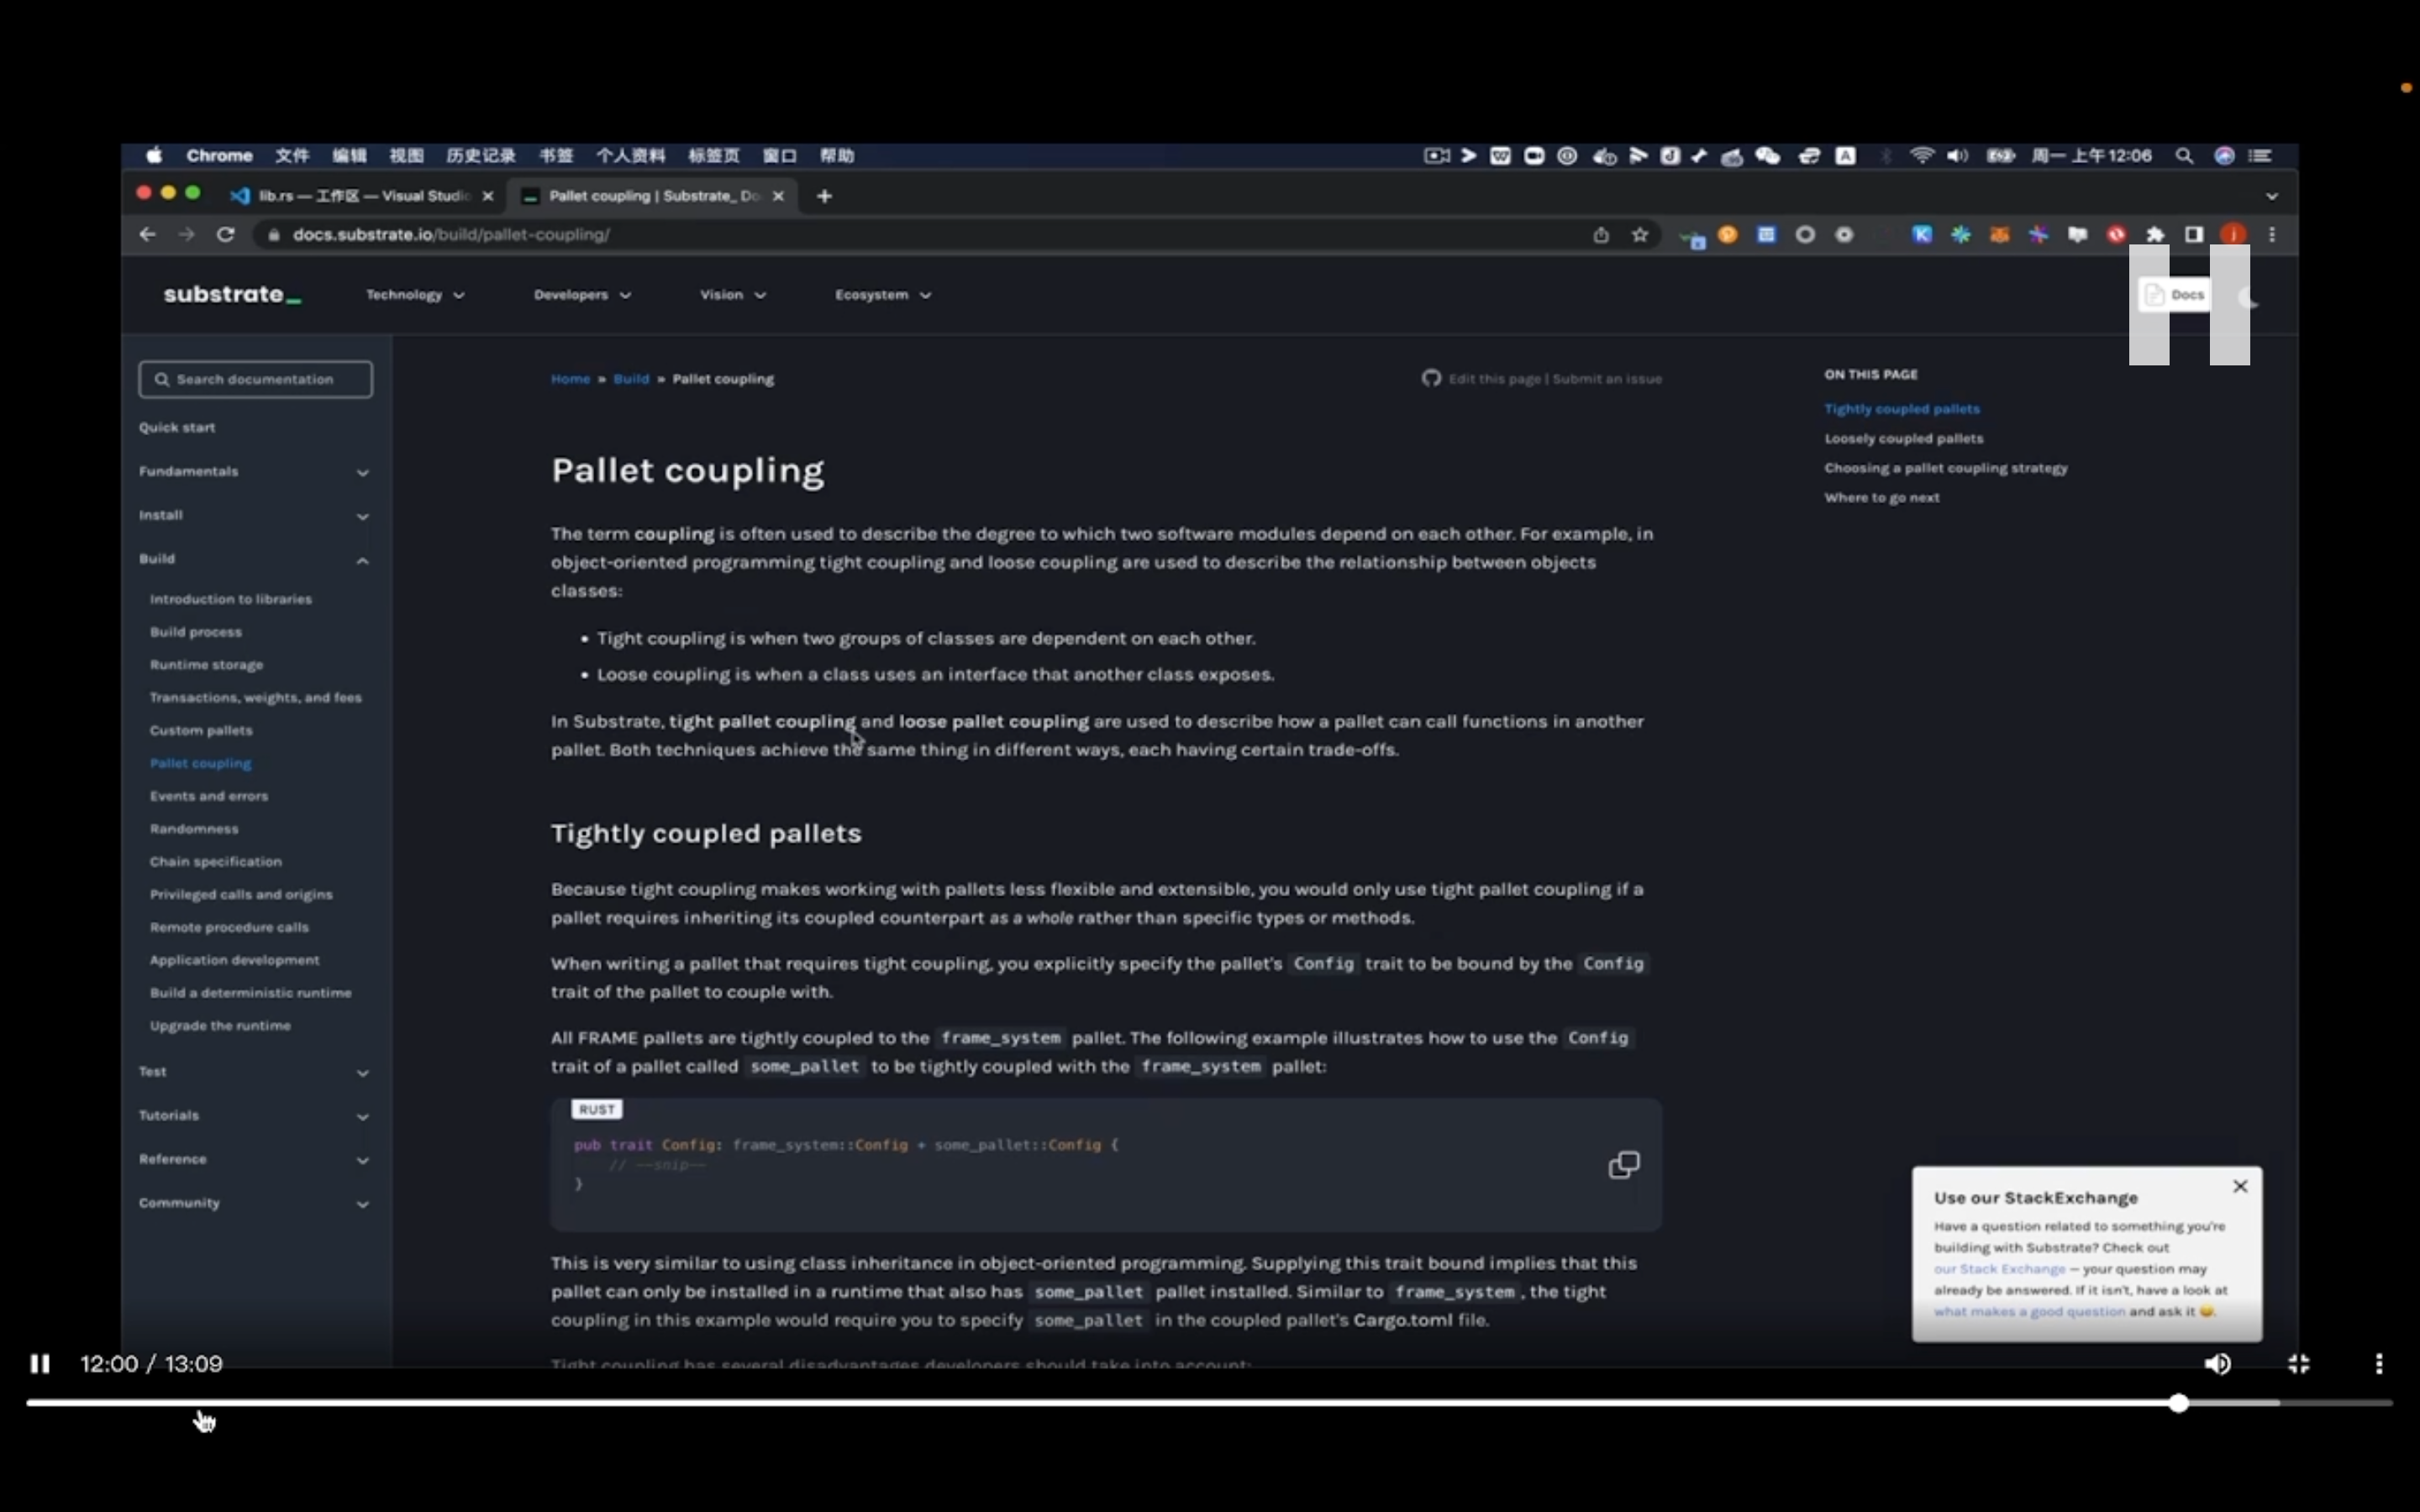 Chrome 文件 编辑 视图 历史记录 书签 个人资料 标签页 窗口 帮助 周一 上午12:06
lib.rs — 工作区 — Visual Studio
Pallet coupling | Substrate_ Do
docs.substrate.io/build/pallet-coupling/
substrate_
Technology Developers Vision Ecosystem
Docs
Search documentation
Quick start
Fundamentals
Install
Build
Introduction to libraries
Build process
Runtime storage
Transactions, weights, and fees
Custom pallets
Pallet coupling
Events and errors
Randomness
Chain specification
Privileged calls and origins
Remote procedure calls
Application development
Build a deterministic runtime
Upgrade the runtime
Test
Tutorials
Reference
Community
Home » Build » Pallet coupling
Edit this page | Submit an issue
Pallet coupling
The term coupling is often used to describe the degree to which two software modules depend on each other. For example, in
object-oriented programming tight coupling and loose coupling are used to describe the relationship between objects
classes:
• Tight coupling is when two groups of classes are dependent on each other.
• Loose coupling is when a class uses an interface that another class exposes.
In Substrate, tight pallet coupling and loose pallet coupling are used to describe how a pallet can call functions in another
pallet. Both techniques achieve the same thing in different ways, each having certain trade-offs.
Tightly coupled pallets
Because tight coupling makes working with pallets less flexible and extensible, you would only use tight pallet coupling if a
pallet requires inheriting its coupled counterpart as a whole rather than specific types or methods.
When writing a pallet that requires tight coupling, you explicitly specify the pallet's Config trait to be bound by the Config
trait of the pallet to couple with.
All FRAME pallets are tightly coupled to the frame_system pallet. The following example illustrates how to use the Config
trait of a pallet called some_pallet to be tightly coupled with the frame_system pallet:
RUST
pub trait Config: frame_system::Config + some_pallet::Config {
// --snip--
}
This is very similar to using class inheritance in object-oriented programming. Supplying this trait bound implies that this
pallet can only be installed in a runtime that also has some_pallet pallet installed. Similar to frame_system, the tight
coupling in this example would require you to specify some_pallet in the coupled pallet's Cargo.toml file.
Tight coupling has several disadvantages developers should take into account:
ON THIS PAGE
Tightly coupled pallets
Loosely coupled pallets
Choosing a pallet coupling strategy
Where to go next
Use our StackExchange
Have a question related to something you're
building with Substrate? Check out
our Stack Exchange — your question may
already be answered. If it isn't, have a look at
what makes a good question and ask it 😄.
12:00 / 13:09